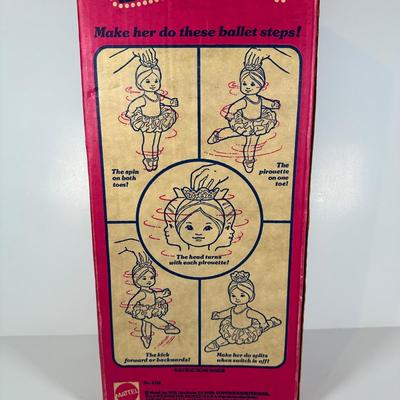 Make her do these ballet steps!
The spin
on both
toes!
The
pirouette
on one
toe!
The head turns
with each pirouette!
The kick
forward or backwards!
Make her do splits
when switch is off!
MATTEL